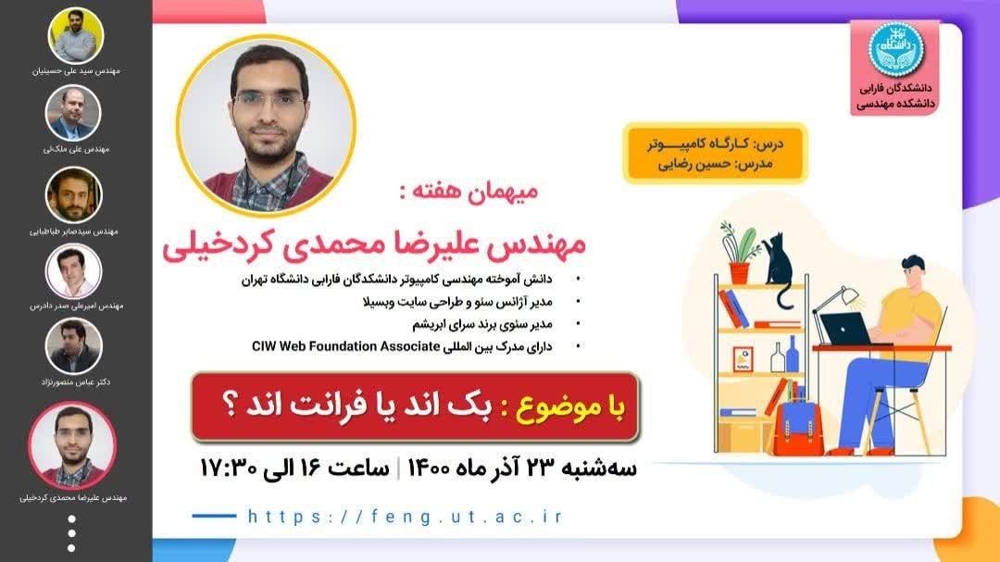 دانشگاه تهران
دانشکدگان فارابی
دانشکده مهندسی
درس: کارگاه کامپیـــوتر
مدرس: حسین رضایی
میهمان هفته :
مهندس علیرضا محمدی کردخیلی
• دانش آموخته مهندسی کامپیوتر دانشکدگان فارابی دانشگاه تهران
• مدیر آژانس سئو و طراحی سایت وبسیلا
• مدیر سئوی برند سرای ابریشم
• دارای مدرک بین المللی CIW Web Foundation Associate
با موضوع : بک اند یا فرانت اند ؟
سه‌شنبه ۲۳ آذر ماه ۱۴۰۰ | ساعت ۱۶ الی ۱۷:۳۰
https://feng.ut.ac.ir
مهندس سید علی حسینیان
مهندس علی ملک‌لی
مهندس سیدصابر طباطبایی
مهندس امیرعلی صدر دادرس
دکتر عباس منصورنژاد
مهندس علیرضا محمدی کردخیلی